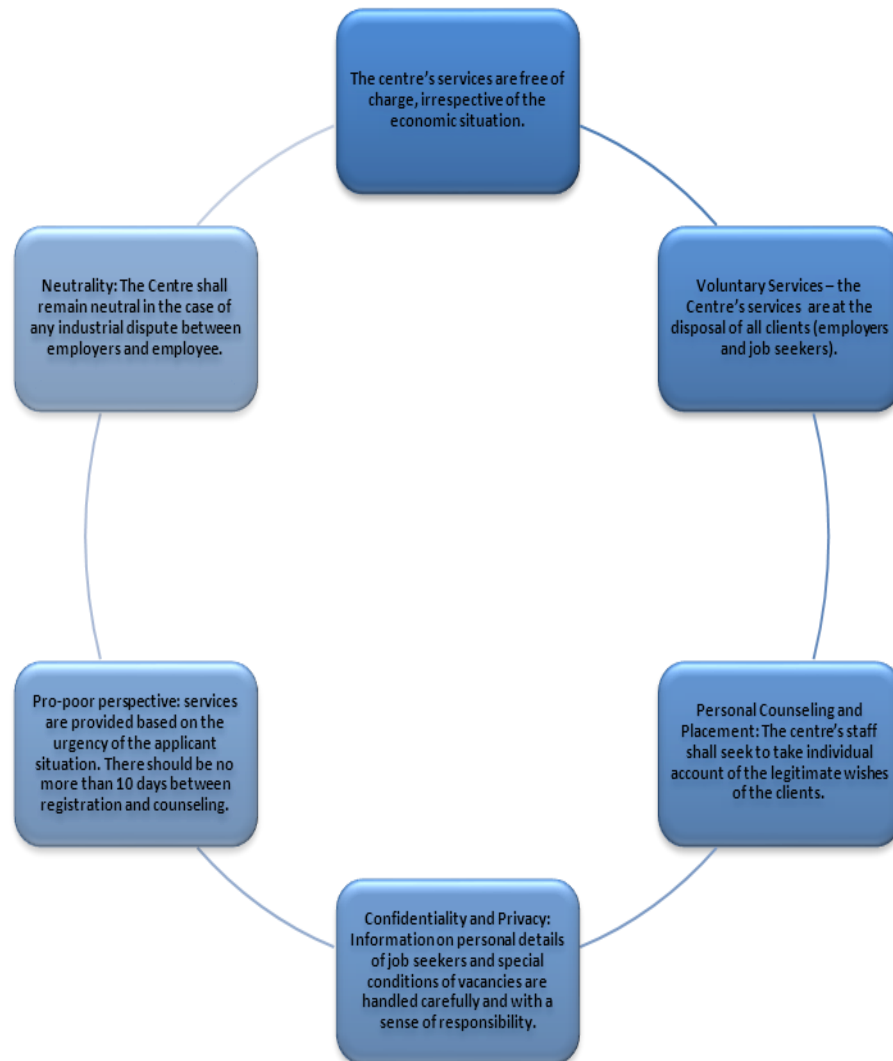 The centre's services are free of
charge, irrespective of the
economic situation.
Voluntary Services – the
Centre's services  are at the
disposal of all clients (employers
and job seekers).
Personal Counseling and
Placement: The centre's staff
shall seek to take individual
account of the legitimate wishes
of the clients.
Confidentiality and Privacy:
Information on personal details
of job seekers and special
conditions of vacancies are
handled carefully and with a
sense of responsibility.
Pro-poor perspective: services
are provided based on the
urgency of the applicant
situation. There should be no
more than 10 days between
registration and counseling.
Neutrality: The Centre shall
remain neutral in the case of
any industrial dispute between
employers and employee.